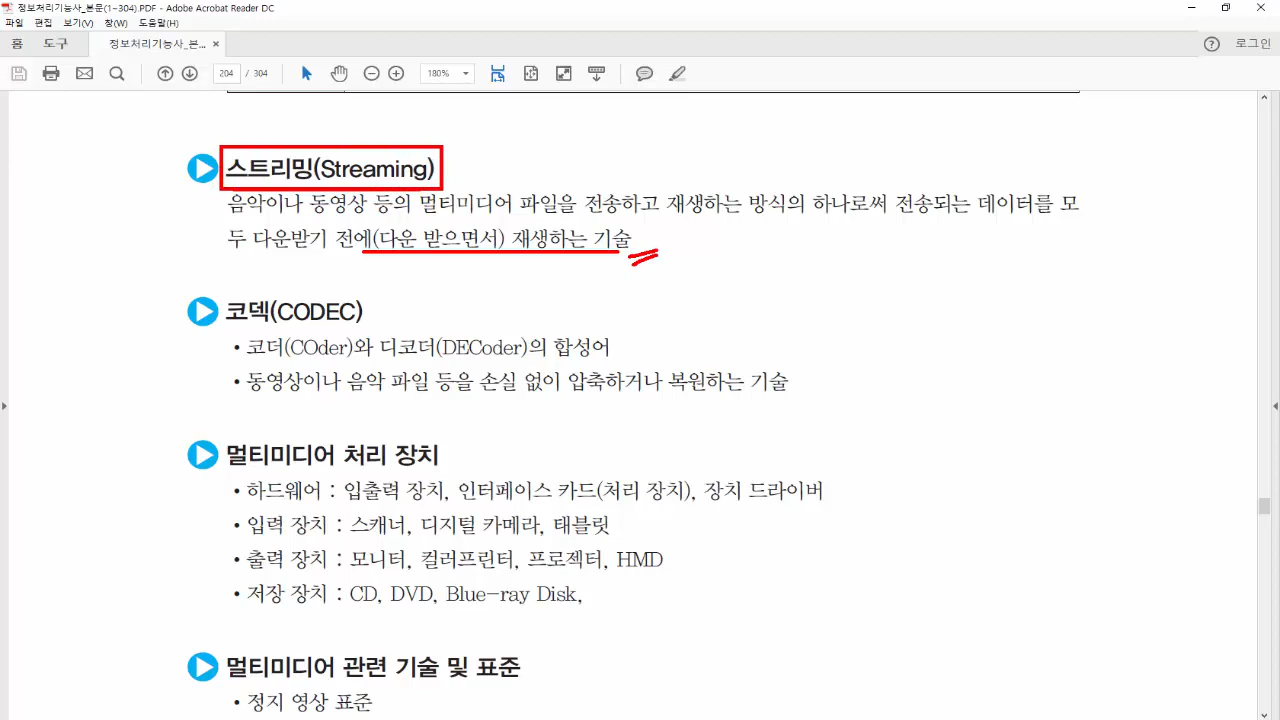 정보처리기능사_본문(1~304).PDF - Adobe Acrobat Reader DC
파일 편집 보기(V) 창(W) 도움말(H)
홈 도구 정보처리기능사_본... × 로그인
204 / 304 180%
스트리밍(Streaming)
음악이나 동영상 등의 멀티미디어 파일을 전송하고 재생하는 방식의 하나로써 전송되는 데이터를 모
두 다운받기 전에(다운 받으면서) 재생하는 기술
코덱(CODEC)
• 코더(COder)와 디코더(DECoder)의 합성어
• 동영상이나 음악 파일 등을 손실 없이 압축하거나 복원하는 기술
멀티미디어 처리 장치
• 하드웨어 : 입출력 장치, 인터페이스 카드(처리 장치), 장치 드라이버
• 입력 장치 : 스캐너, 디지털 카메라, 태블릿
• 출력 장치 : 모니터, 컬러프린터, 프로젝터, HMD
• 저장 장치 : CD, DVD, Blue-ray Disk,
멀티미디어 관련 기술 및 표준
• 정지 영상 표준